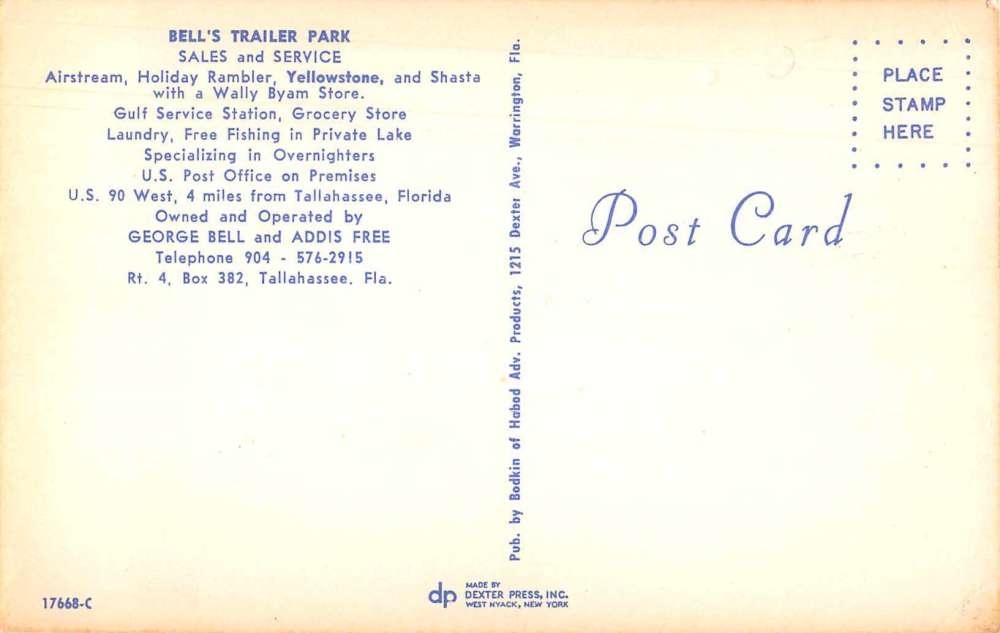 BELL'S TRAILER PARK
SALES and SERVICE
Airstream, Holiday Rambler, Yellowstone, and Shasta
with a Wally Byam Store.
Gulf Service Station, Grocery Store
Laundry, Free Fishing in Private Lake
Specializing in Overnighters
U.S. Post Office on Premises
U.S. 90 West, 4 miles from Tallahassee, Florida
Owned and Operated by
GEORGE BELL and ADDIS FREE
Telephone 904 - 576-2915
Rt. 4, Box 382, Tallahassee. Fla.
17668-C
Pub. by Bodkin of Habod Adv. Products, 1215 Dexter Ave., Warrington, Fla.
dp
MADE BY
DEXTER PRESS, INC.
WEST NYACK, NEW YORK
PLACE
STAMP
HERE
Post Card